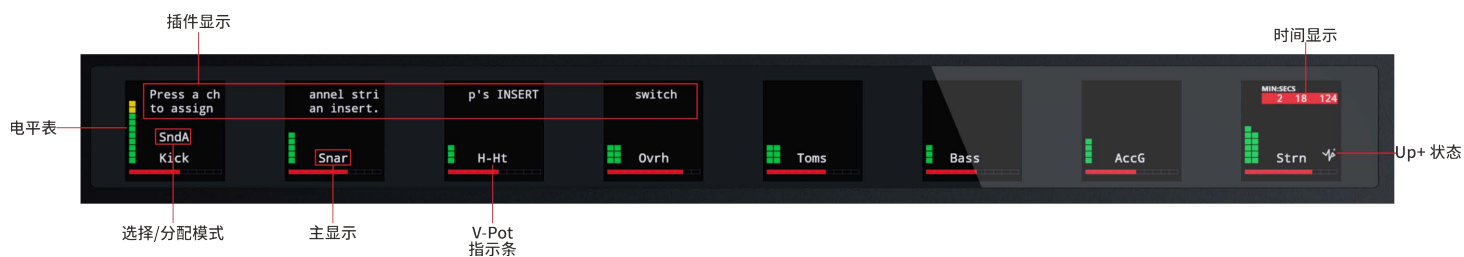 插件显示
时间显示
Press a ch annel stri p's INSERT switch
to assign an insert.
MIN:SECS
2 18 124
电平表
SndA
Kick Snar H-Ht Ovrh Toms Bass AccG Strn
Up+ 状态
选择/分配模式 主显示 V-Pot
指示条